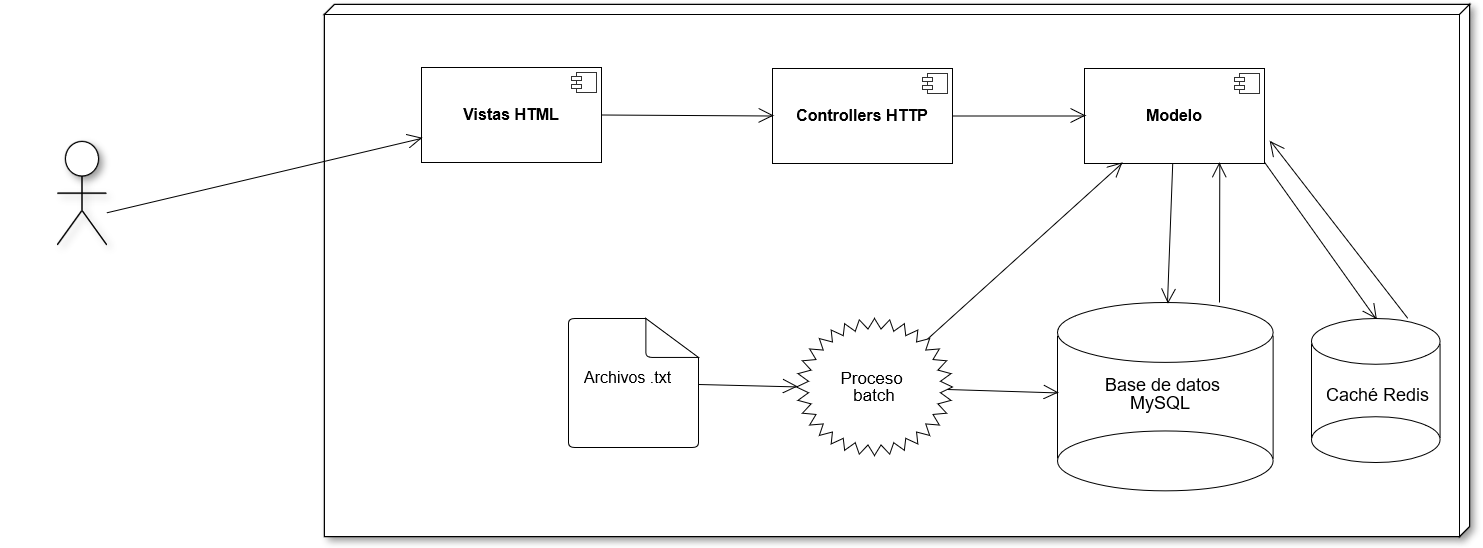 Vistas HTML
Controllers HTTP
Modelo
Archivos .txt
Proceso
batch
Base de datos
MySQL
Caché Redis